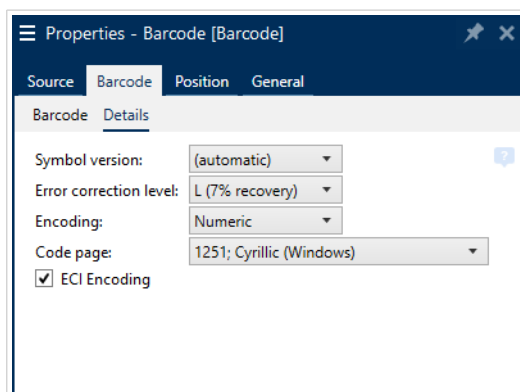 Properties - Barcode [Barcode]
Source Barcode Position General
Barcode Details
Symbol version: (automatic)
Error correction level: L (7% recovery)
Encoding: Numeric
Code page: 1251; Cyrillic (Windows)
ECI Encoding